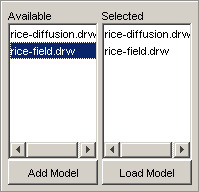 Available
Selected
rice-diffusion.drw
rice-diffusion.drw
rice-field.drw
rice-field.drw
Add Model
Load Model